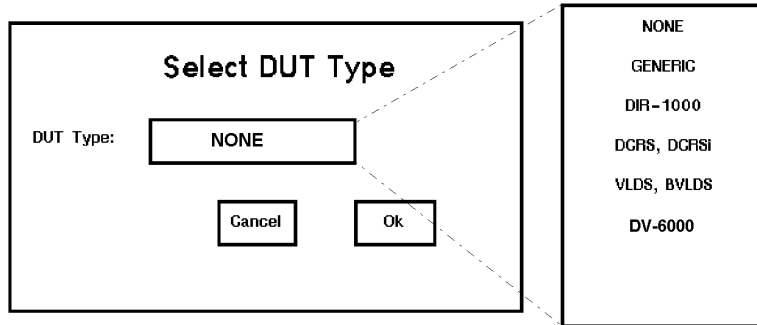 Select DUT Type
DUT Type:
NONE
Cancel
Ok
NONE
GENERIC
DIR-1000
DCRS, DCRSi
VLDS, BVLDS
DV-6000